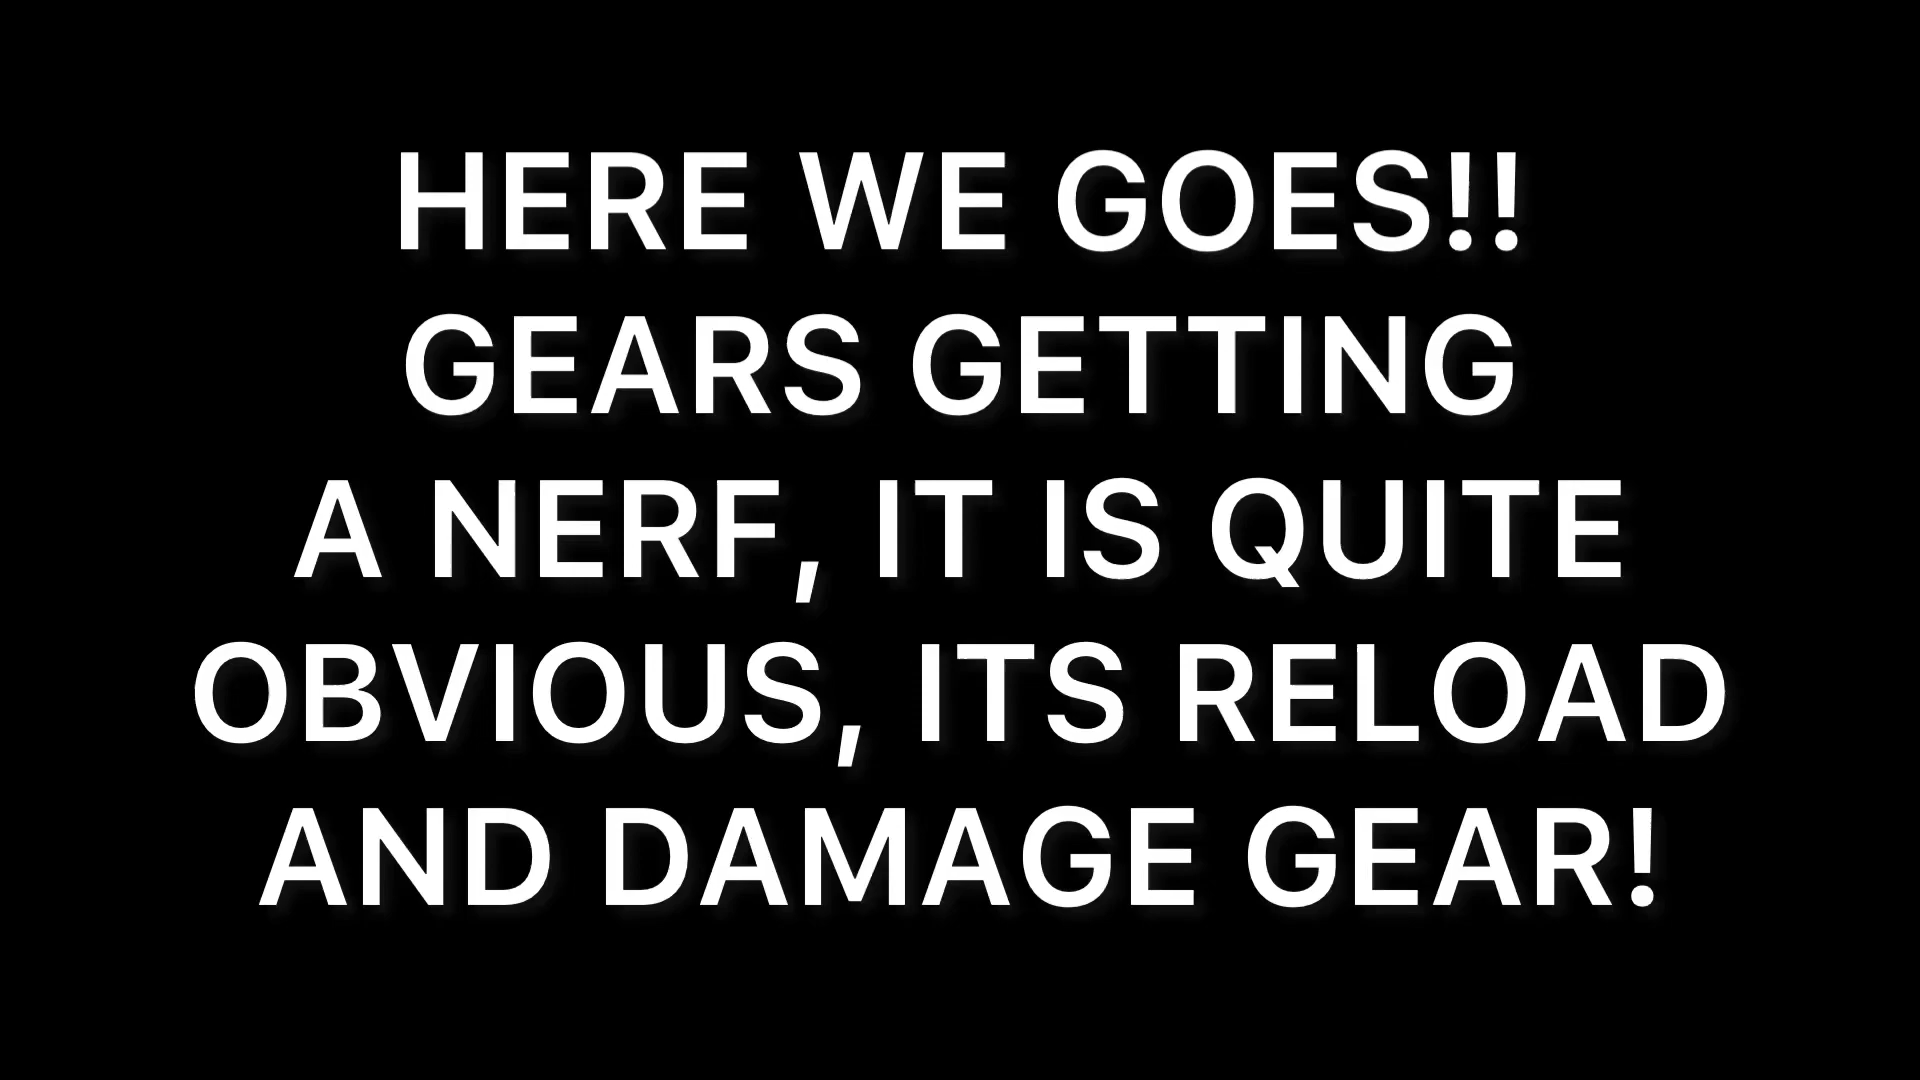 HERE WE GOES!!
GEARS GETTING
A NERF, IT IS QUITE
OBVIOUS, ITS RELOAD
AND DAMAGE GEAR!